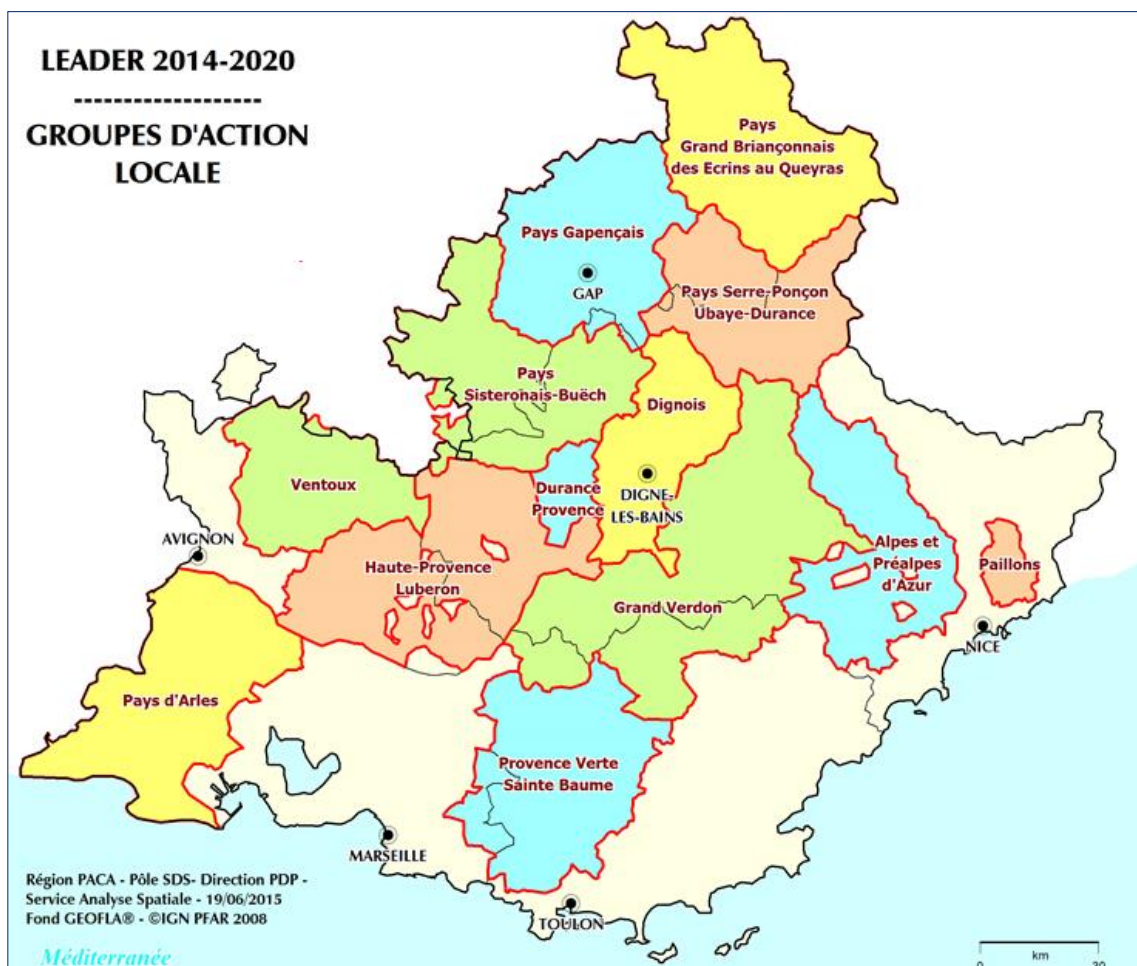 LEADER 2014-2020
-------------------
GROUPES D'ACTION
LOCALE
Pays
Grand Briançonnais
des Ecrins au Queyras
Pays Gapençais
GAP
Pays Serre-Ponçon
Ubaye-Durance
Pays
Sisteronais-Buëch
Dignois
Ventoux
Durance
Provence
DIGNE-
LES-BAINS
AVIGNON
Haute-Provence
Luberon
Alpes et
Préalpes
d'Azur
Paillons
Grand Verdon
NICE
Pays d'Arles
Provence Verte
Sainte Baume
MARSEILLE
TOULON
Région PACA - Pôle SDS- Direction PDP -
Service Analyse Spatiale - 19/06/2015
Fond GEOFLA® - ©IGN PFAR 2008
Méditerranée
km